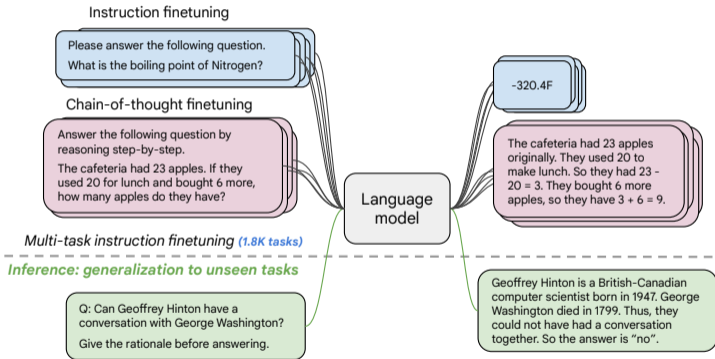 Instruction finetuning
Please answer the following question.
What is the boiling point of Nitrogen?
-320.4F
Chain-of-thought finetuning
Answer the following question by
reasoning step-by-step.
The cafeteria had 23 apples. If they
used 20 for lunch and bought 6 more,
how many apples do they have?
The cafeteria had 23 apples
originally. They used 20 to
make lunch. So they had 23 -
20 = 3. They bought 6 more
apples, so they have 3 + 6 = 9.
Language
model
Multi-task instruction finetuning (1.8K tasks)
Inference: generalization to unseen tasks
Q: Can Geoffrey Hinton have a
conversation with George Washington?
Give the rationale before answering.
Geoffrey Hinton is a British-Canadian
computer scientist born in 1947. George
Washington died in 1799. Thus, they
could not have had a conversation
together. So the answer is “no”.